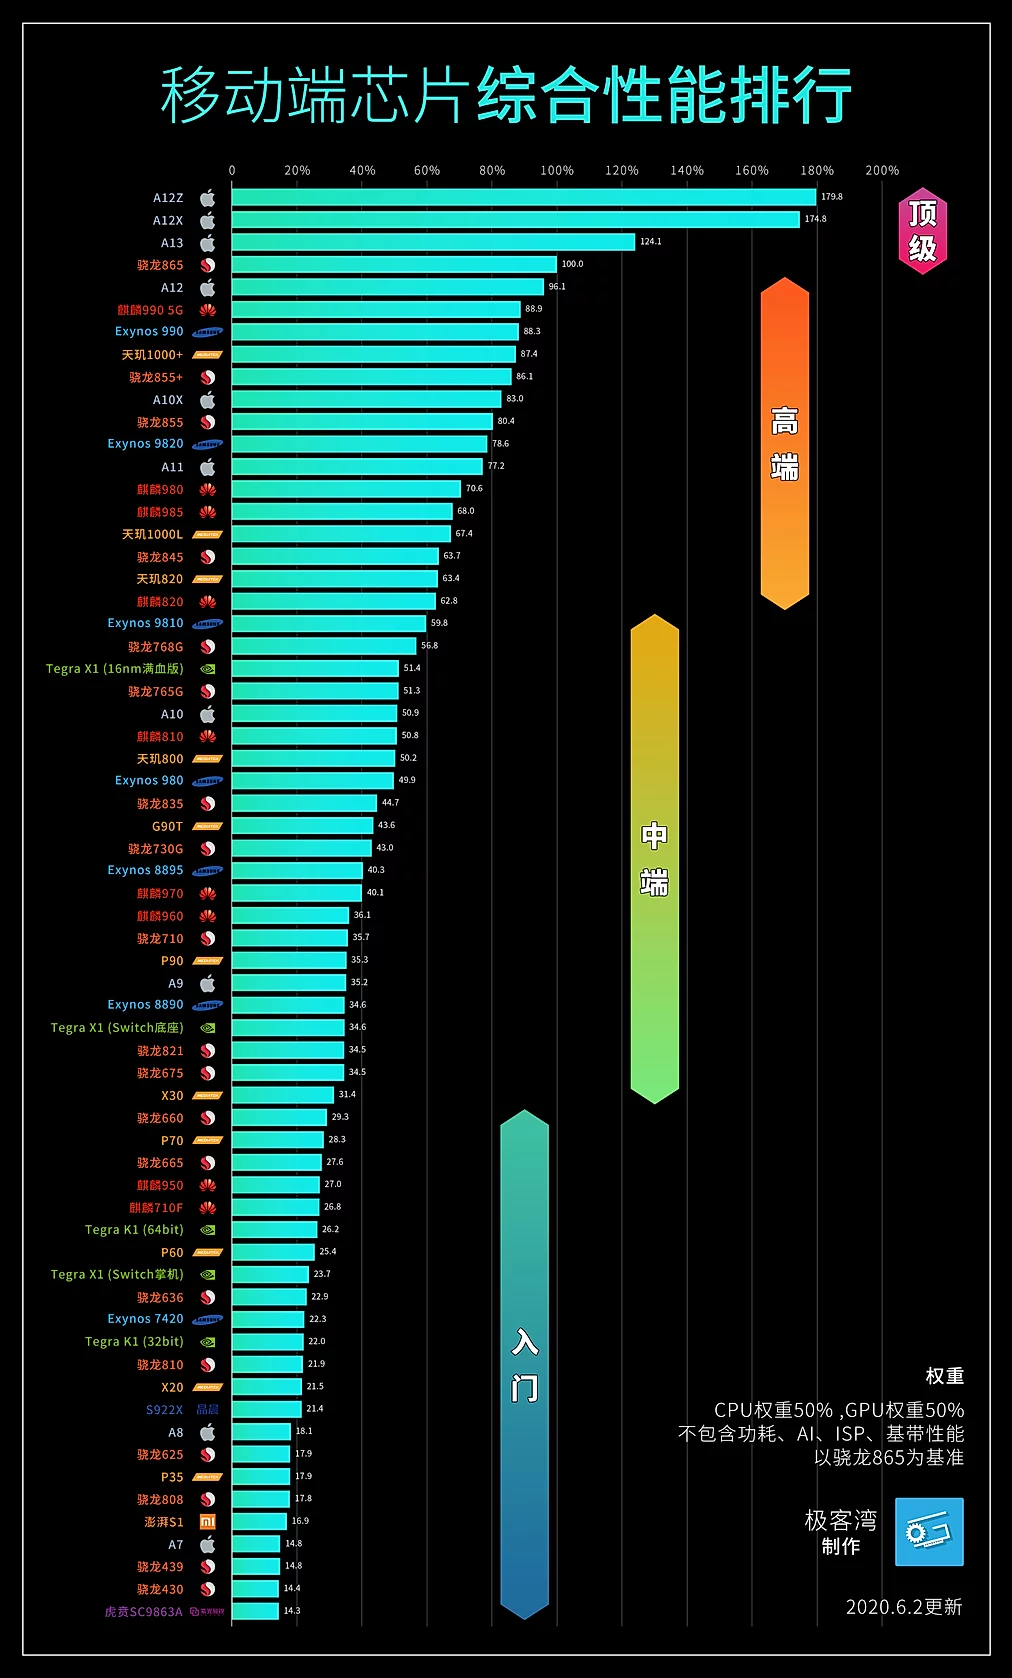 移动端芯片综合性能排行
0 20% 40% 60% 80% 100% 120% 140% 160% 180% 200%
A12Z 179.8
A12X 174.8
A13 124.1
骁龙865 100.0
A12 96.1
麒麟990 5G 88.9
Exynos 990 SAMSUNG 88.3
天玑1000+ MEDIATEK 87.4
骁龙855+ 86.1
A10X 83.0
骁龙855 80.4
Exynos 9820 SAMSUNG 78.6
A11 77.2
麒麟980 70.6
麒麟985 68.0
天玑1000L MEDIATEK 67.4
骁龙845 63.7
天玑820 MEDIATEK 63.4
麒麟820 62.8
Exynos 9810 SAMSUNG 59.8
骁龙768G 56.8
Tegra X1 (16nm满血版) 51.4
骁龙765G 51.3
A10 50.9
麒麟810 50.8
天玑800 MEDIATEK 50.2
Exynos 980 SAMSUNG 49.9
骁龙835 44.7
G90T MEDIATEK 43.6
骁龙730G 43.0
Exynos 8895 SAMSUNG 40.3
麒麟970 40.1
麒麟960 36.1
骁龙710 35.7
P90 MEDIATEK 35.3
A9 35.2
Exynos 8890 SAMSUNG 34.6
Tegra X1 (Switch底座) 34.6
骁龙821 34.5
骁龙675 34.5
X30 MEDIATEK 31.4
骁龙660 29.3
P70 MEDIATEK 28.3
骁龙665 27.6
麒麟950 27.0
麒麟710F 26.8
Tegra K1 (64bit) 26.2
P60 MEDIATEK 25.4
Tegra X1 (Switch掌机) 23.7
骁龙636 22.9
Exynos 7420 SAMSUNG 22.3
Tegra K1 (32bit) 22.0
骁龙810 21.9
X20 MEDIATEK 21.5
S922X 晶晨 21.4
A8 18.1
骁龙625 17.9
P35 MEDIATEK 17.9
骁龙808 17.8
澎湃S1 mi 16.9
A7 14.8
骁龙439 14.8
骁龙430 14.4
虎贲SC9863A 紫光展锐 14.3
顶级
高端
中端
入门
权重
CPU权重50% ,GPU权重50%
不包含功耗、AI、ISP、基带性能
以骁龙865为基准
极客湾
制作
2020.6.2更新